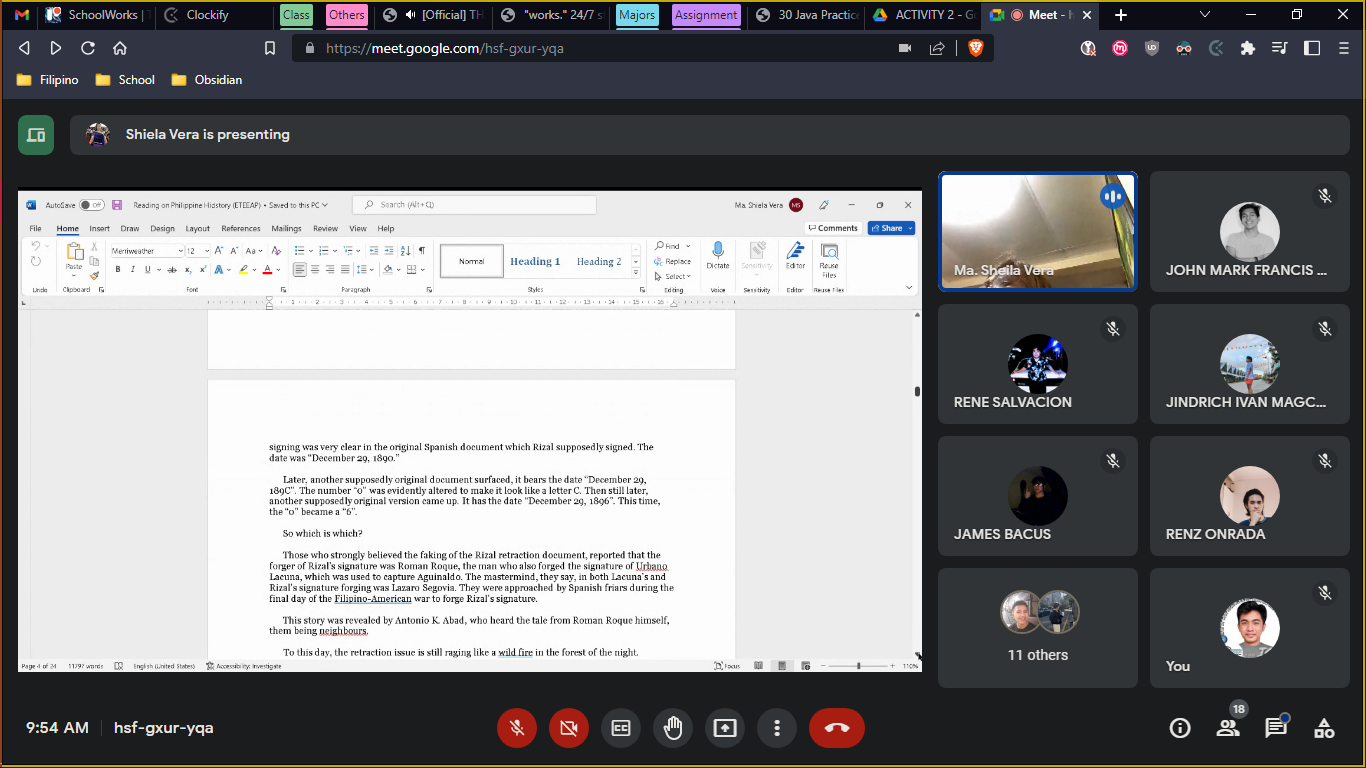 SchoolWorks | T
Clockify
Class
Others
[Official] TH
"works." 24/7 s
Majors
Assignment
30 Java Practice
ACTIVITY 2 - G
Meet - h
https://meet.google.com/hsf-gxur-yqa
Filipino
School
Obsidian
Shiela Vera is presenting
AutoSave Off
Reading on Philippine Hidstory (ETEEAP) • Saved to this PC
Search (Alt+Q)
Ma. Shiela Vera
MS
File Home Insert Draw Design Layout References Mailings Review View Help
Comments
Share
Merriweather 12
Normal
Heading 1
Heading 2
Find
Replace
Select
Paste
Dictate
Sensitivity
Editor
Reuse
Files
Undo Clipboard Font Paragraph Styles Editing Voice Sensitivity Editor Reuse Files
signing was very clear in the original Spanish document which Rizal supposedly signed. The
date was “December 29, 1890.”
Later, another supposedly original document surfaced, it bears the date “December 29,
189C”. The number “0” was evidently altered to make it look like a letter C. Then still later,
another supposedly original version came up. It has the date “December 29, 1896”. This time,
the “0” became a “6”.
So which is which?
Those who strongly believed the faking of the Rizal retraction document, reported that the
forger of Rizal’s signature was Roman Roque, the man who also forged the signature of Urbano
Lacuna, which was used to capture Aguinaldo. The mastermind, they say, in both Lacuna’s and
Rizal’s signature forging was Lazaro Segovia. They were approached by Spanish friars during the
final day of the Filipino-American war to forge Rizal’s signature.
This story was revealed by Antonio K. Abad, who heard the tale from Roman Roque himself,
them being neighbours.
To this day, the retraction issue is still raging like a wild fire in the forest of the night.
Page 4 of 24
11797 words
English (United States)
Accessibility: Investigate
Focus
110%
Ma. Sheila Vera
JOHN MARK FRANCIS ...
RENE SALVACION
JINDRICH IVAN MAGC...
JAMES BACUS
RENZ ONRADA
11 others
You
9:54 AM
hsf-gxur-yqa
18